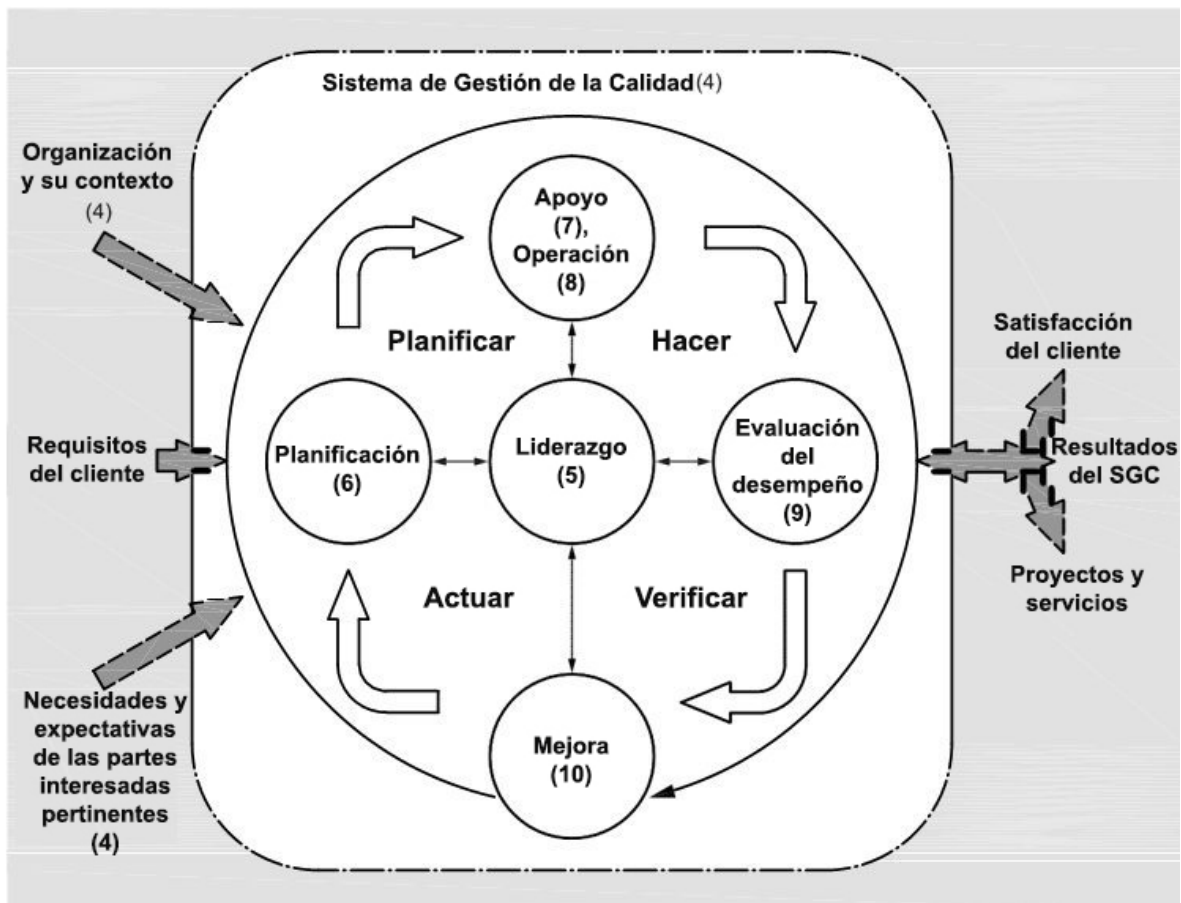 Sistema de Gestión de la Calidad (4)
Organización
y su contexto
(4)
Apoyo
(7),
Operación
(8)
Planificar
Hacer
Satisfacción
del cliente
Requisitos
del cliente
Planificación
(6)
Liderazgo
(5)
Evaluación
del
desempeño
(9)
Resultados
del SGC
Actuar
Verificar
Proyectos y
servicios
Necesidades y
expectativas
de las partes
interesadas
pertinentes
(4)
Mejora
(10)